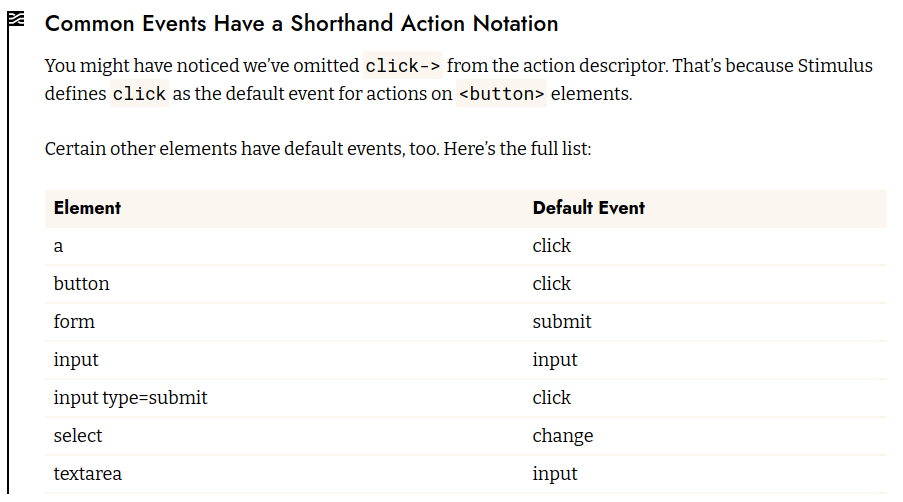 Common Events Have a Shorthand Action Notation
You might have noticed we’ve omitted click-> from the action descriptor. That’s because Stimulus
defines click as the default event for actions on <button> elements.
Certain other elements have default events, too. Here’s the full list:
Element Default Event
a click
button click
form submit
input input
input type=submit click
select change
textarea input